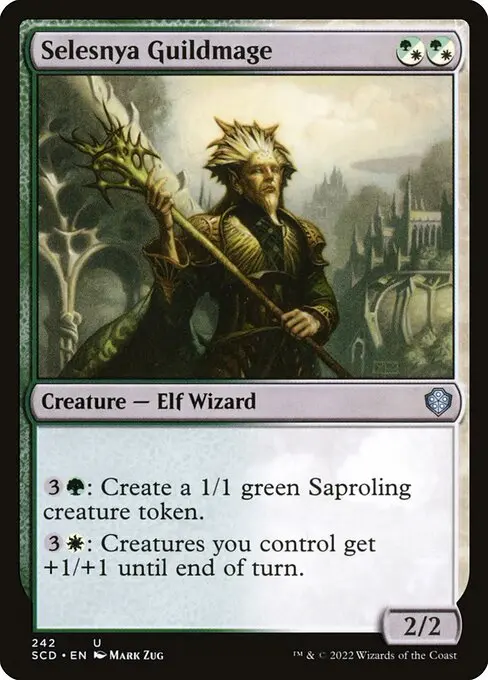 Selesnya Guildmage
Creature — Elf Wizard
3: Create a 1/1 green Saproling
creature token.
3: Creatures you control get
+1/+1 until end of turn.
2/2
242 U
SCD • EN Mark Zug
™ & © 2022 Wizards of the Coast